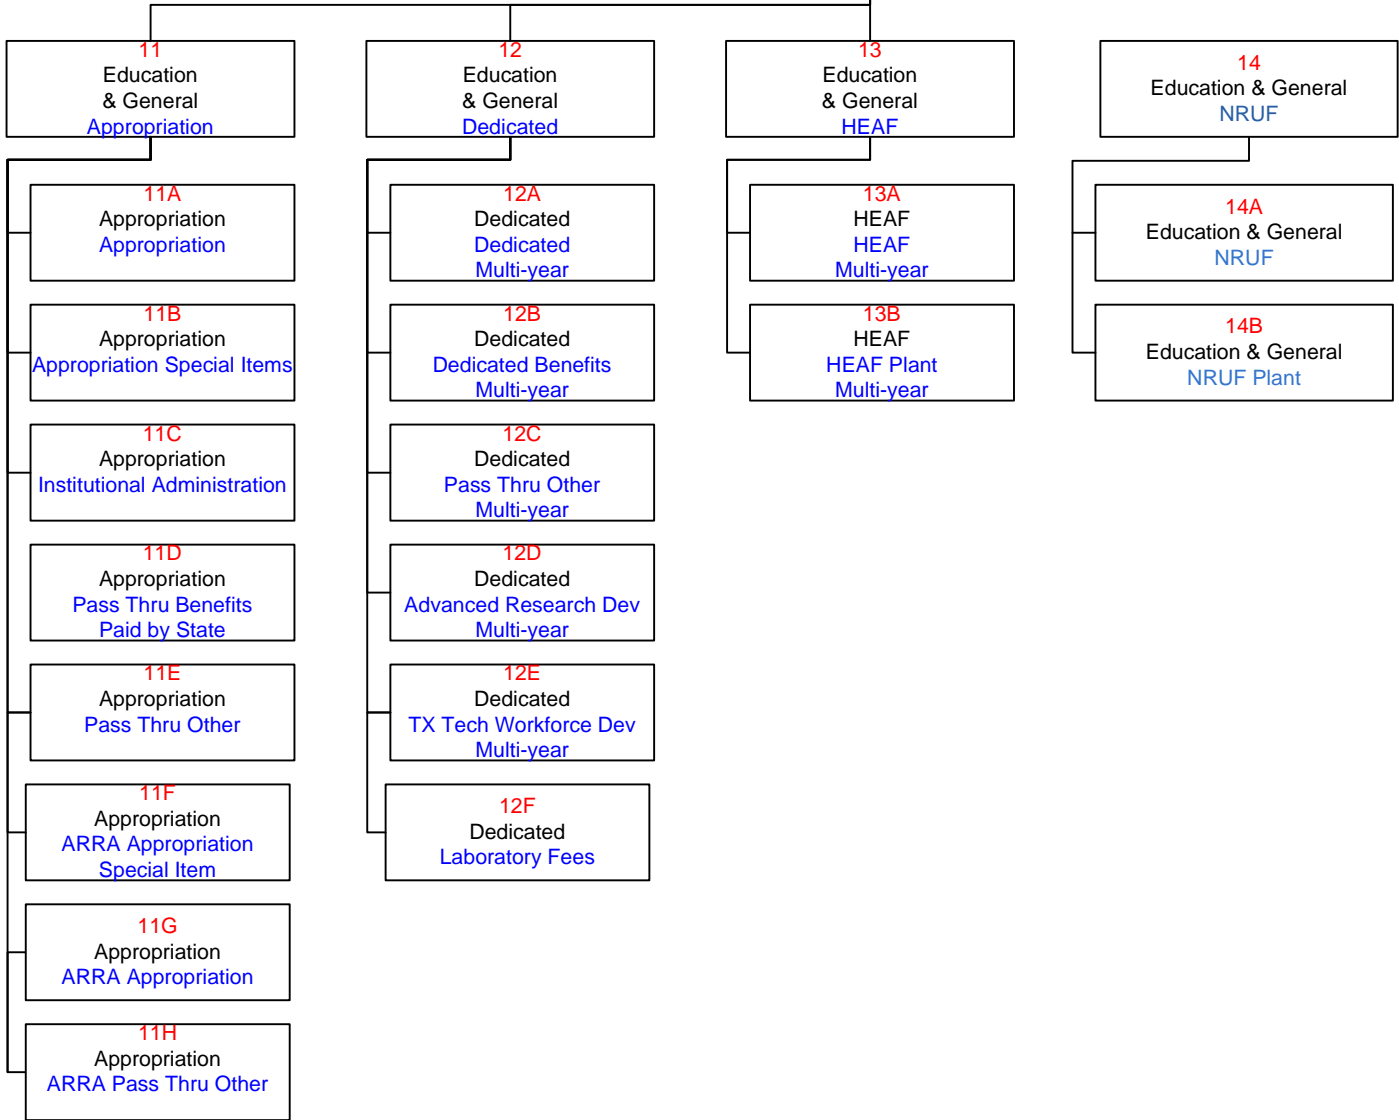 11
Education
& General
Appropriation
12
Education
& General
Dedicated
13
Education
& General
HEAF
14
Education & General
NRUF
11A
Appropriation
Appropriation
11B
Appropriation
Appropriation Special Items
11C
Appropriation
Institutional Administration
11D
Appropriation
Pass Thru Benefits
Paid by State
11E
Appropriation
Pass Thru Other
11F
Appropriation
ARRA Appropriation
Special Item
11G
Appropriation
ARRA Appropriation
11H
Appropriation
ARRA Pass Thru Other
12A
Dedicated
Dedicated
Multi-year
12B
Dedicated
Dedicated Benefits
Multi-year
12C
Dedicated
Pass Thru Other
Multi-year
12D
Dedicated
Advanced Research Dev
Multi-year
12E
Dedicated
TX Tech Workforce Dev
Multi-year
12F
Dedicated
Laboratory Fees
13A
HEAF
HEAF
Multi-year
13B
HEAF
HEAF Plant
Multi-year
14A
Education & General
NRUF
14B
Education & General
NRUF Plant